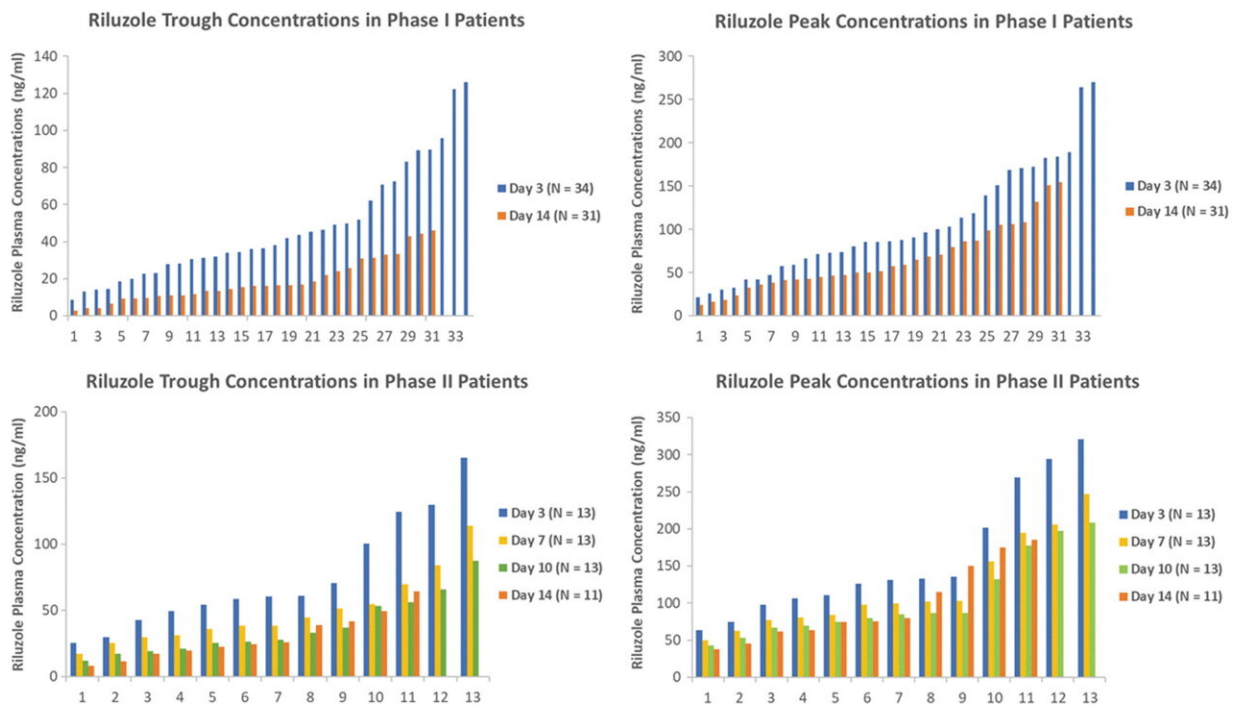 Riluzole Trough Concentrations in Phase I Patients
Riluzole Plasma Concentrations (ng/ml)
140
120
100
80
60
40
20
0
1 3 5 7 9 11 13 15 17 19 21 23 25 27 29 31 33
Day 3 (N = 34)
Day 14 (N = 31)
Riluzole Peak Concentrations in Phase I Patients
Riluzole Plasma Concentrations (ng/ml)
300
250
200
150
100
50
0
1 3 5 7 9 11 13 15 17 19 21 23 25 27 29 31 33
Day 3 (N = 34)
Day 14 (N = 31)
Riluzole Trough Concentrations in Phase II Patients
Riluzole Plasma Concentration (ng/ml)
200
150
100
50
0
1 2 3 4 5 6 7 8 9 10 11 12 13
Day 3 (N = 13)
Day 7 (N = 13)
Day 10 (N = 13)
Day 14 (N = 11)
Riluzole Peak Concentrations in Phase II Patients
Riluzole Plasma Concentration (ng/ml)
350
300
250
200
150
100
50
0
1 2 3 4 5 6 7 8 9 10 11 12 13
Day 3 (N = 13)
Day 7 (N = 13)
Day 10 (N = 13)
Day 14 (N = 11)